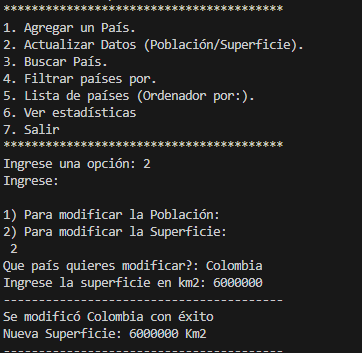 ****************************************
1. Agregar un País.
2. Actualizar Datos (Población/Superficie).
3. Buscar País.
4. Filtrar países por.
5. Lista de países (Ordenador por:).
6. Ver estadísticas
7. Salir
****************************************
Ingrese una opción: 2
Ingrese:
1) Para modificar la Población:
2) Para modificar la Superficie:
2
Que país quieres modificar?: Colombia
Ingrese la superficie en km2: 6000000
----------------------------------------
Se modificó Colombia con éxito
Nueva Superficie: 6000000 Km2
----------------------------------------